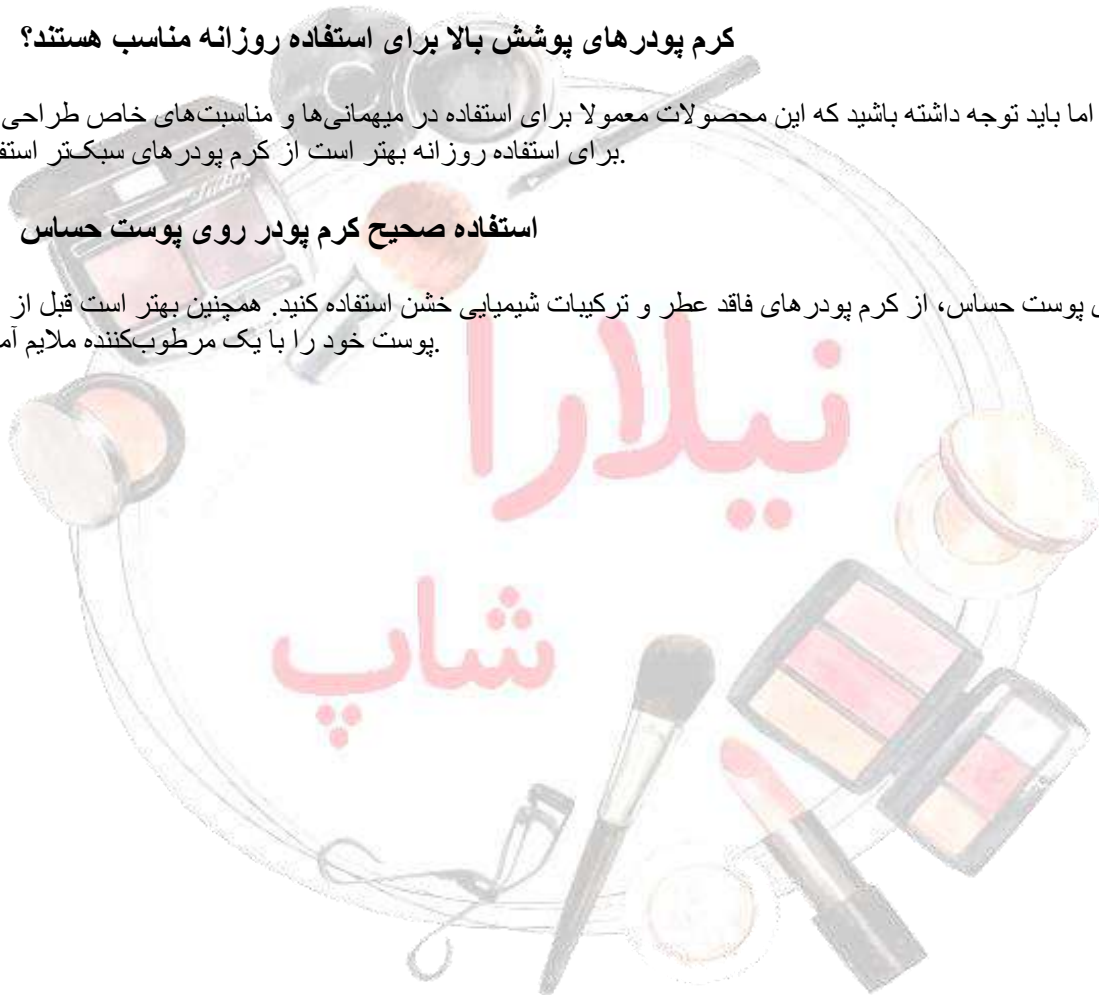 کرم پودرهای پوشش بالا برای استفاده روزانه مناسب هستند؟
اما باید توجه داشته باشید که این محصولات معمولا برای استفاده در میهمانی‌ها و مناسبت‌های خاص طراحی
برای استفاده روزانه بهتر است از کرم پودرهای سبک‌تر
استفاده صحیح کرم پودر روی پوست حساس
پوست حساس، از کرم پودرهای فاقد عطر و ترکیبات شیمیایی خشن استفاده کنید. همچنین بهتر است قبل از
پوست خود را با یک مرطوب‌کننده ملایم
نیلارا
شاپ